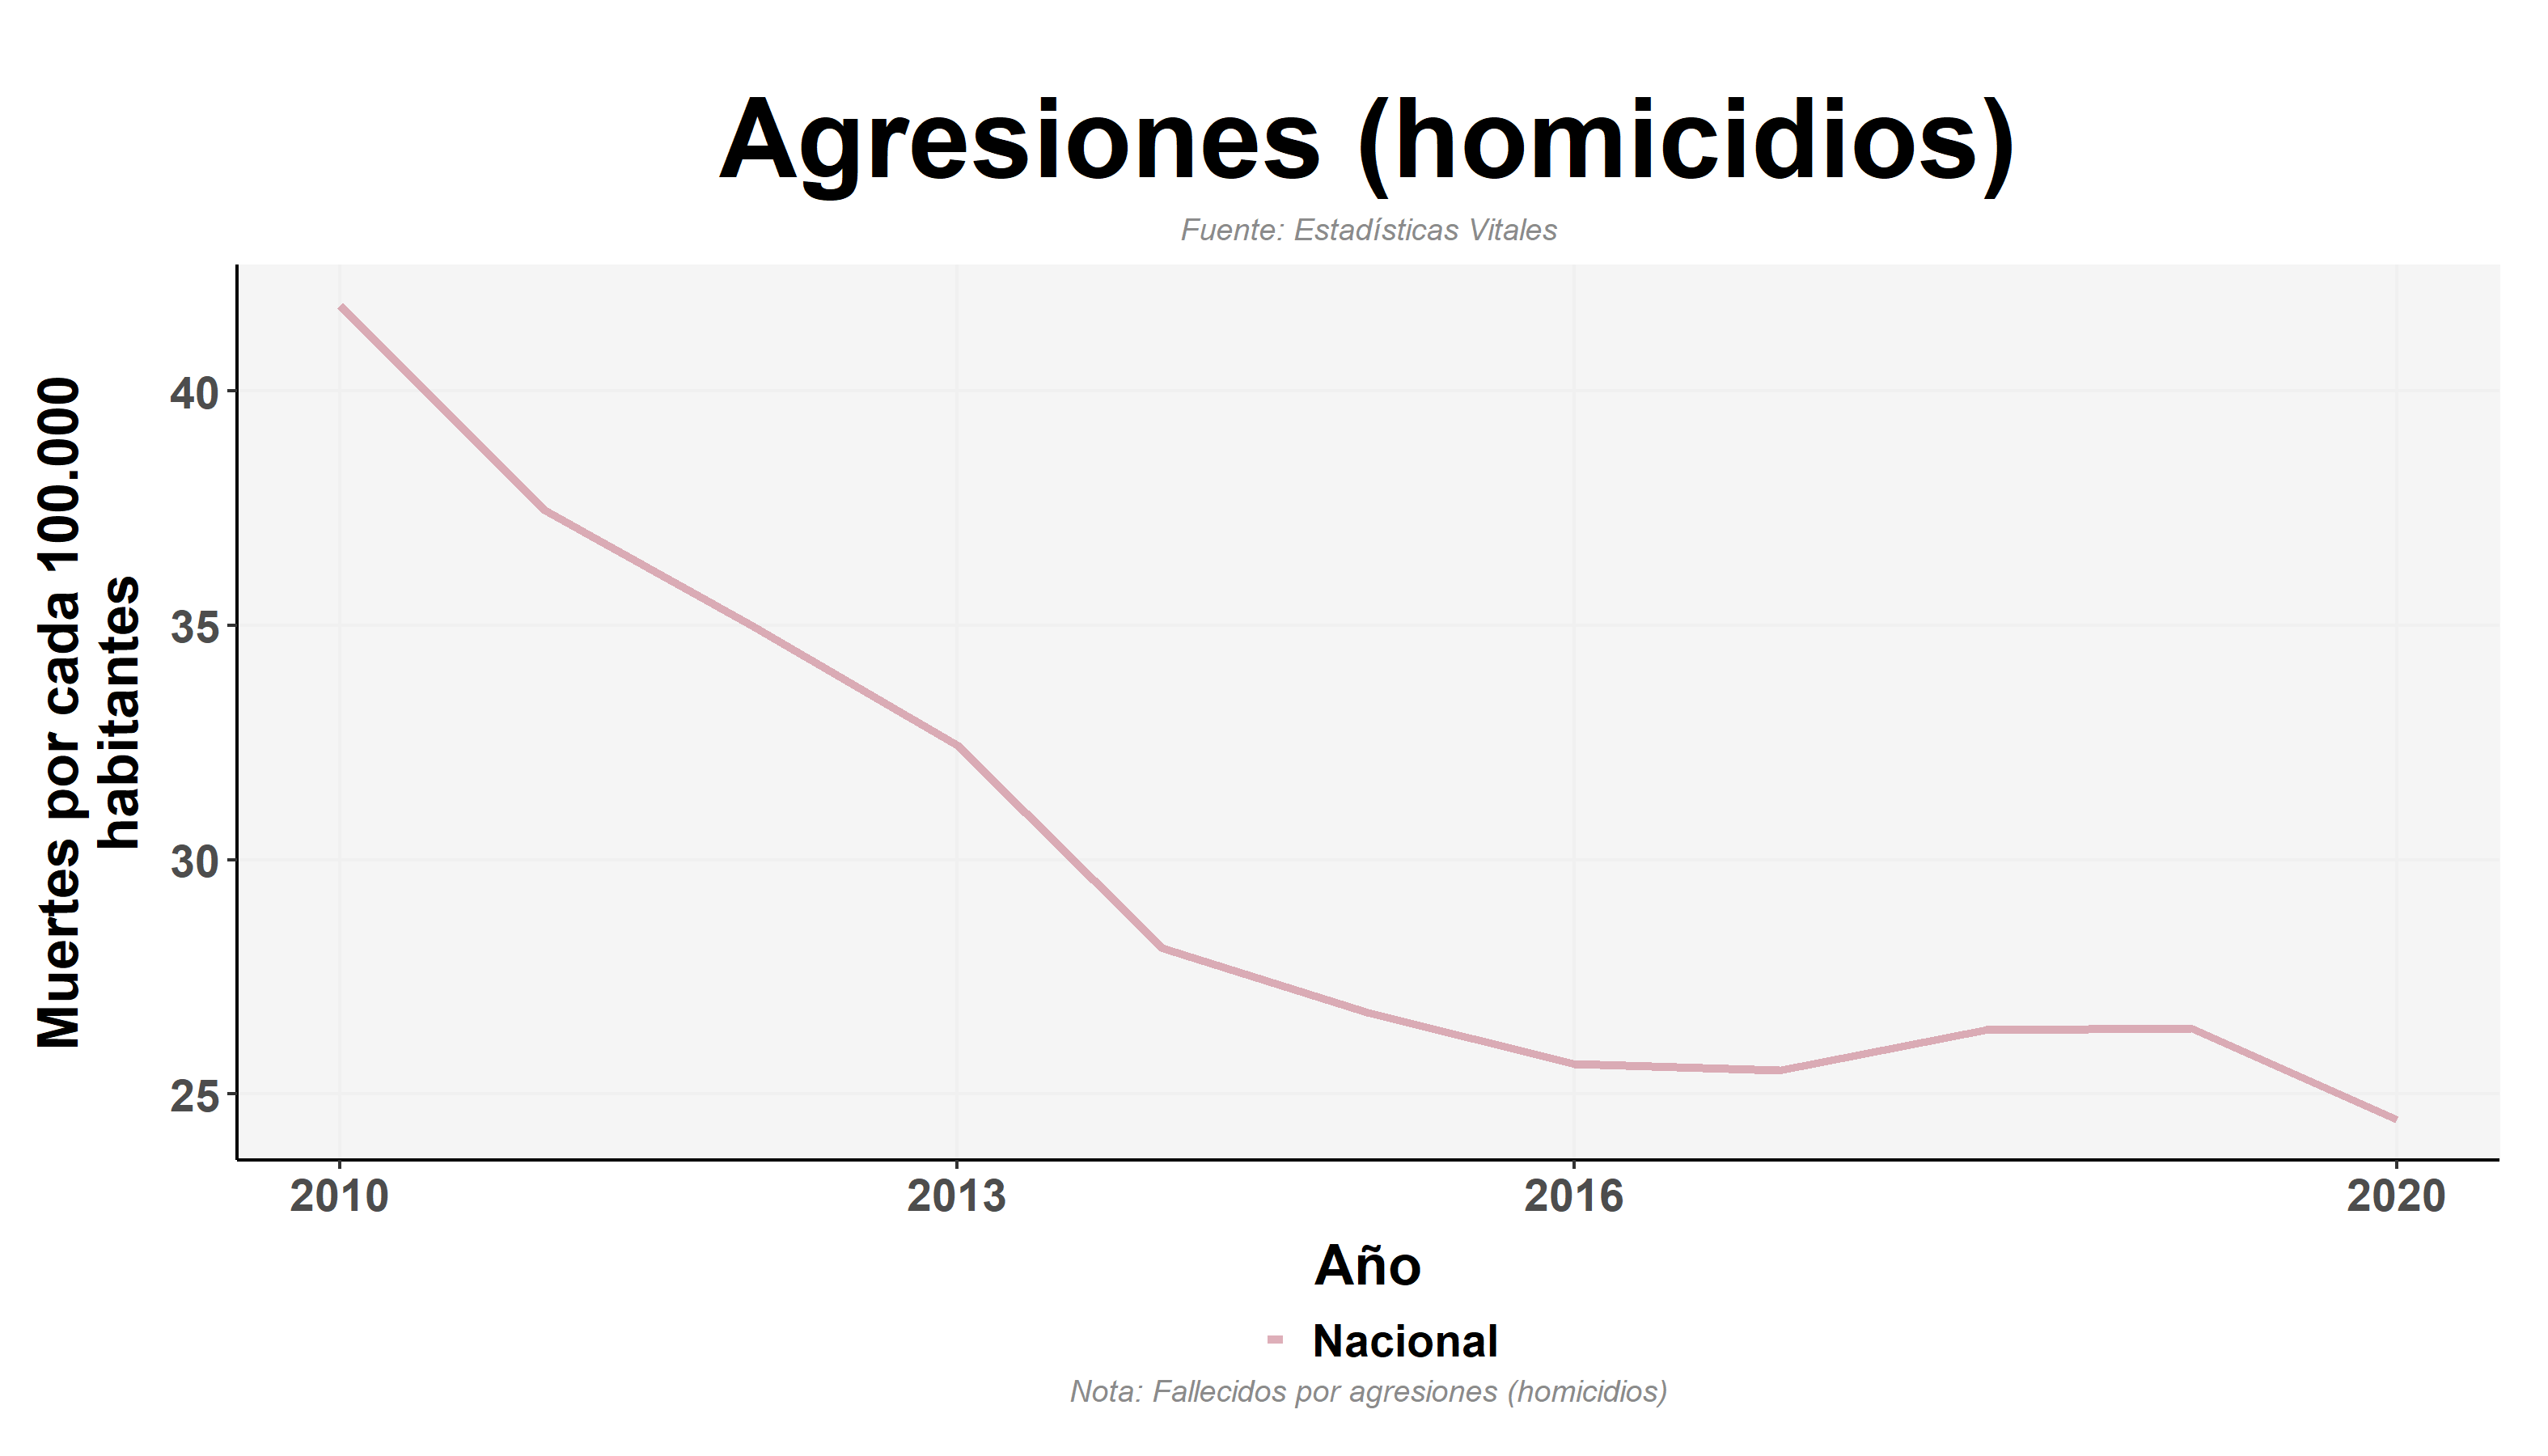 Agresiones (homicidios)
Fuente: Estadísticas Vitales
Muertes por cada 100.000
habitantes
40
35
30
25
2010
2013
2016
2020
Año
Nacional
Nota: Fallecidos por agresiones (homicidios)